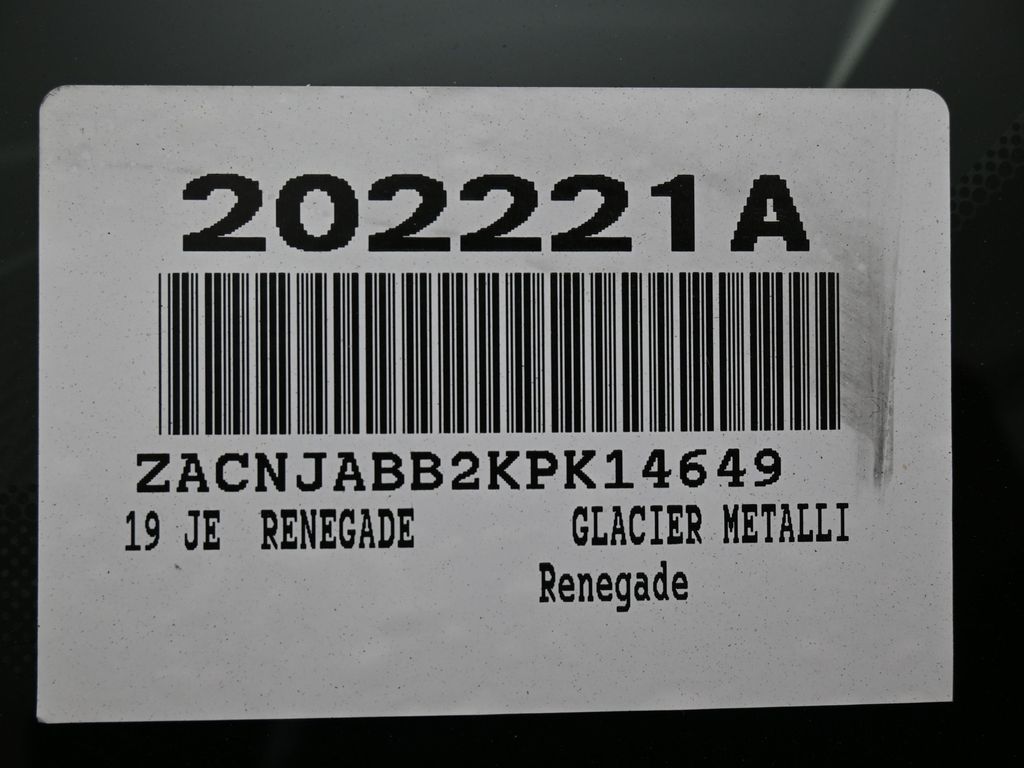 202221A
ZACNJABB2KPK14649
19 JE RENEGADE GLACIER METALLI
Renegade